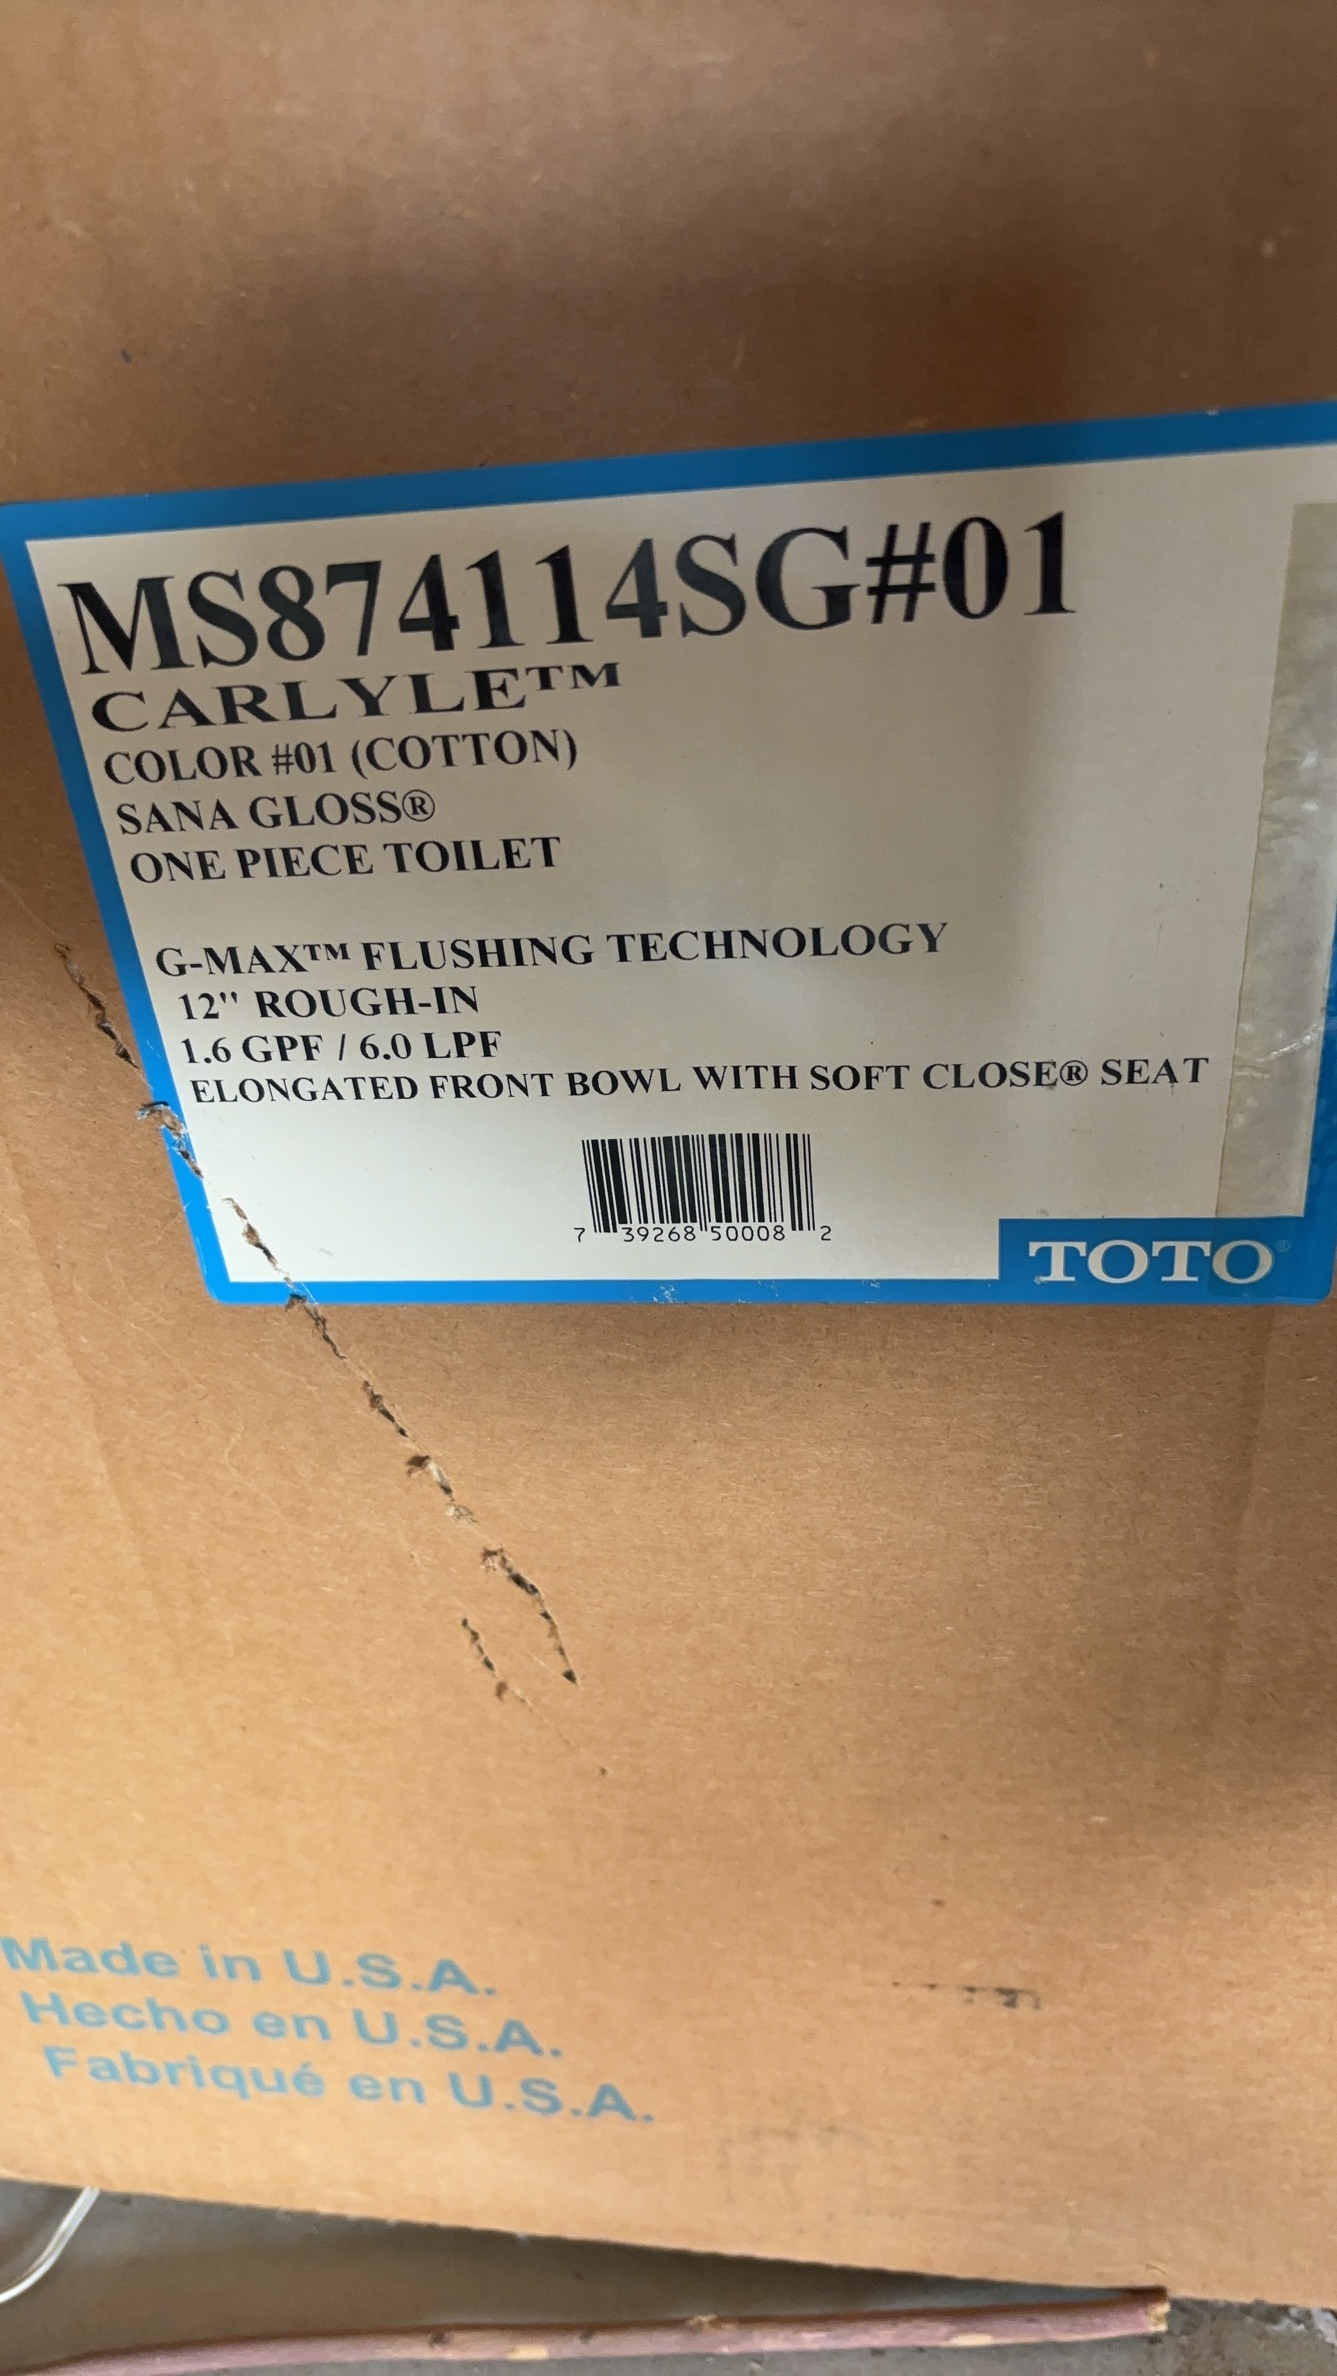 MS874114SG#01
CARLYLE™
COLOR #01 (COTTON)
SANA GLOSS®
ONE PIECE TOILET
G-MAX™ FLUSHING TECHNOLOGY
12" ROUGH-IN
1.6 GPF / 6.0 LPF
ELONGATED FRONT BOWL WITH SOFT CLOSE® SEAT
7 39268 50008 2
TOTO®
Made in U.S.A.
Hecho en U.S.A.
Fabriqué en U.S.A.